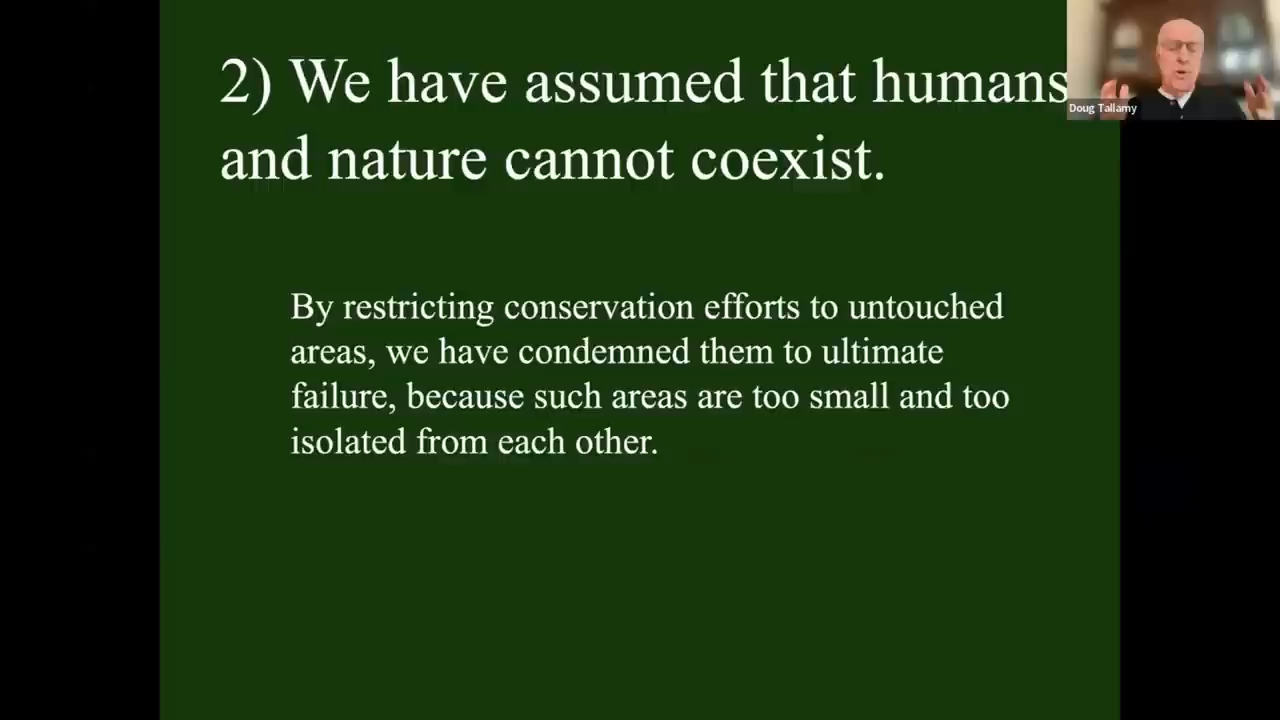 2) We have assumed that humans
and nature cannot coexist.
Doug Tallamy
By restricting conservation efforts to untouched
areas, we have condemned them to ultimate
failure, because such areas are too small and too
isolated from each other.